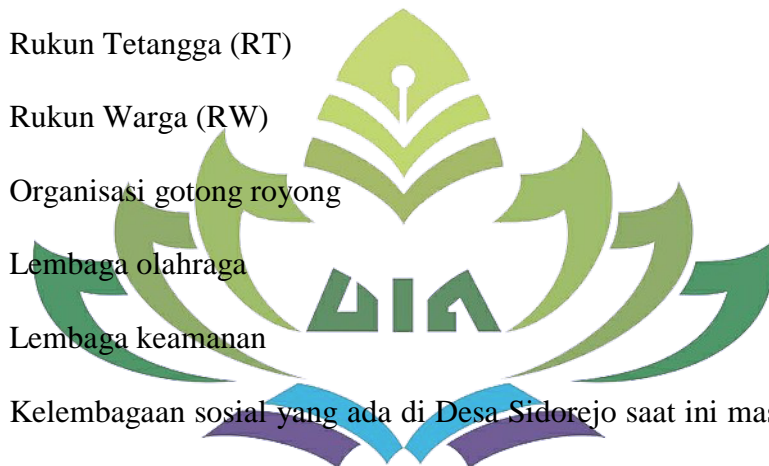 Rukun Tetangga (RT)
Rukun Warga (RW)
Organisasi gotong royong
UIN
Lembaga olahraga
Lembaga keamanan
Kelembagaan sosial yang ada di Desa Sidorejo saat ini